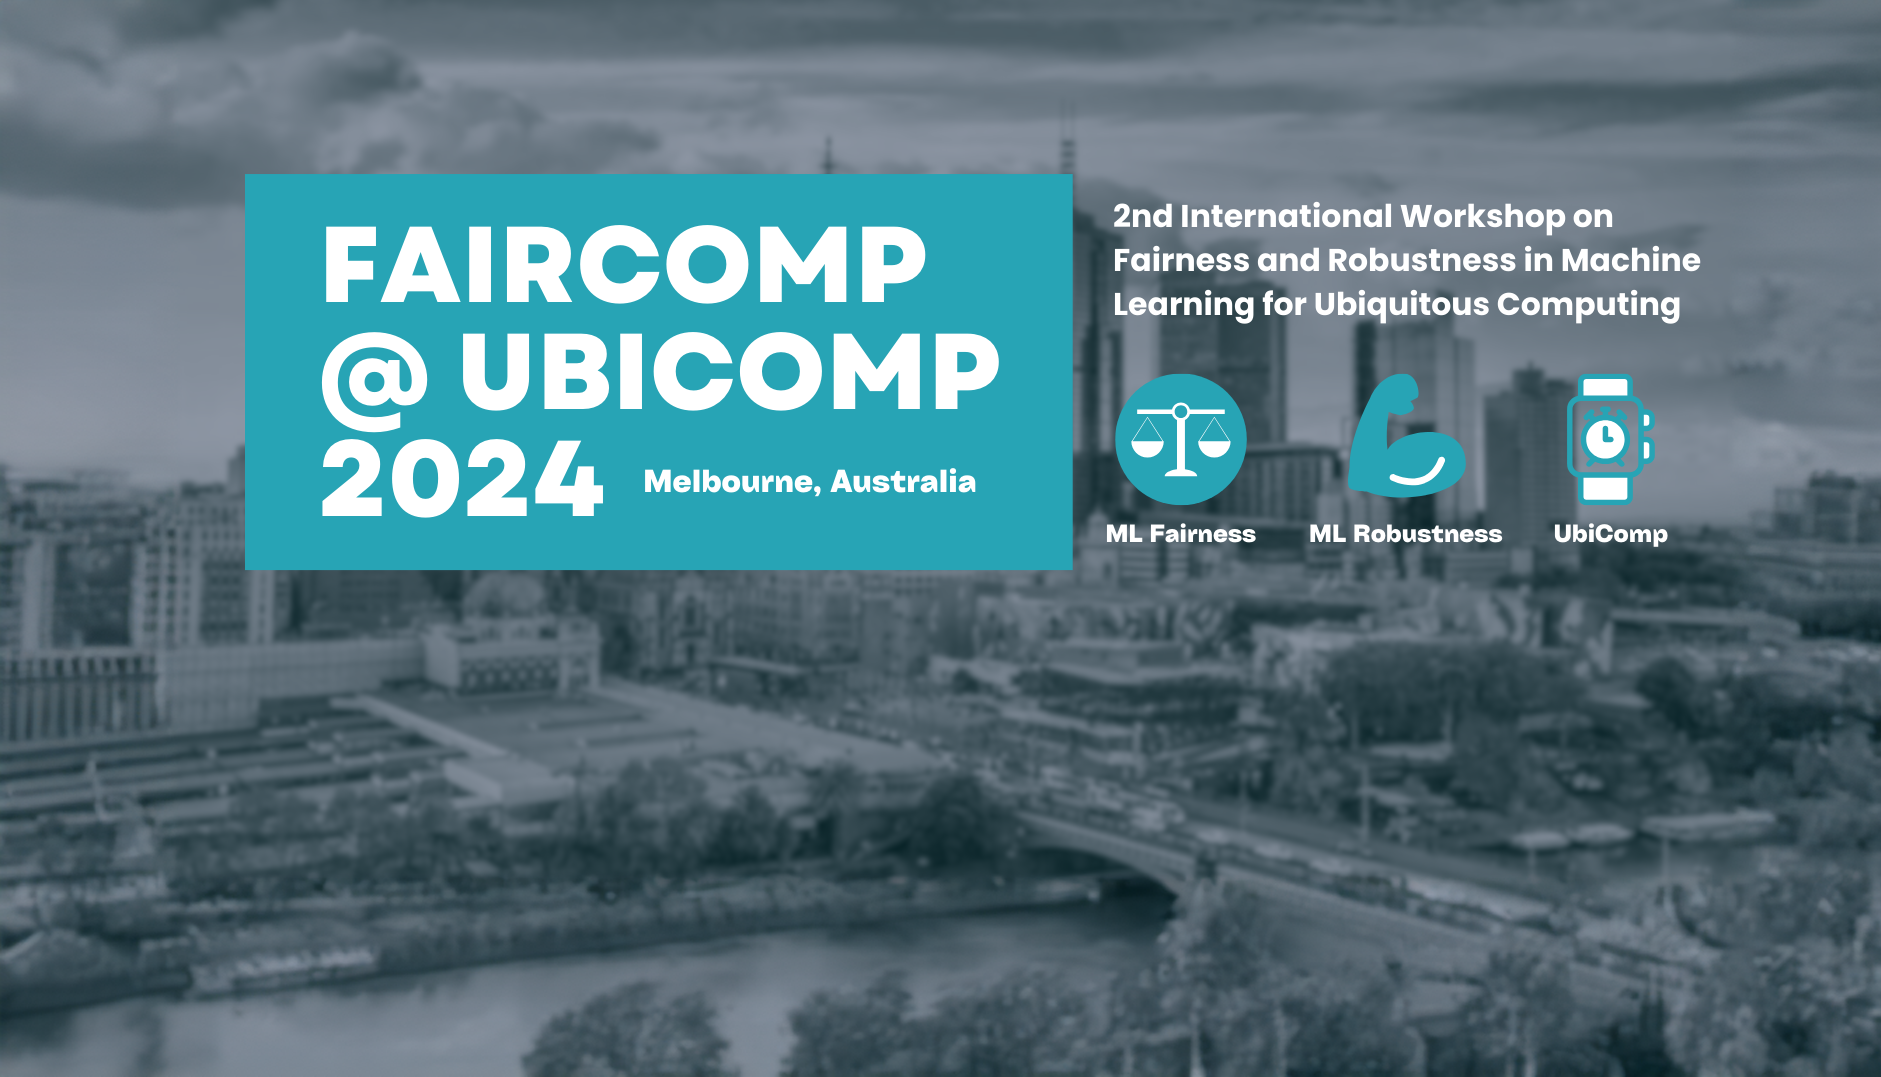 FAIRCOMP
@ UBICOMP
2024
Melbourne, Australia
2nd International Workshop on
Fairness and Robustness in Machine
Learning for Ubiquitous Computing
ML Fairness
ML Robustness
UbiComp